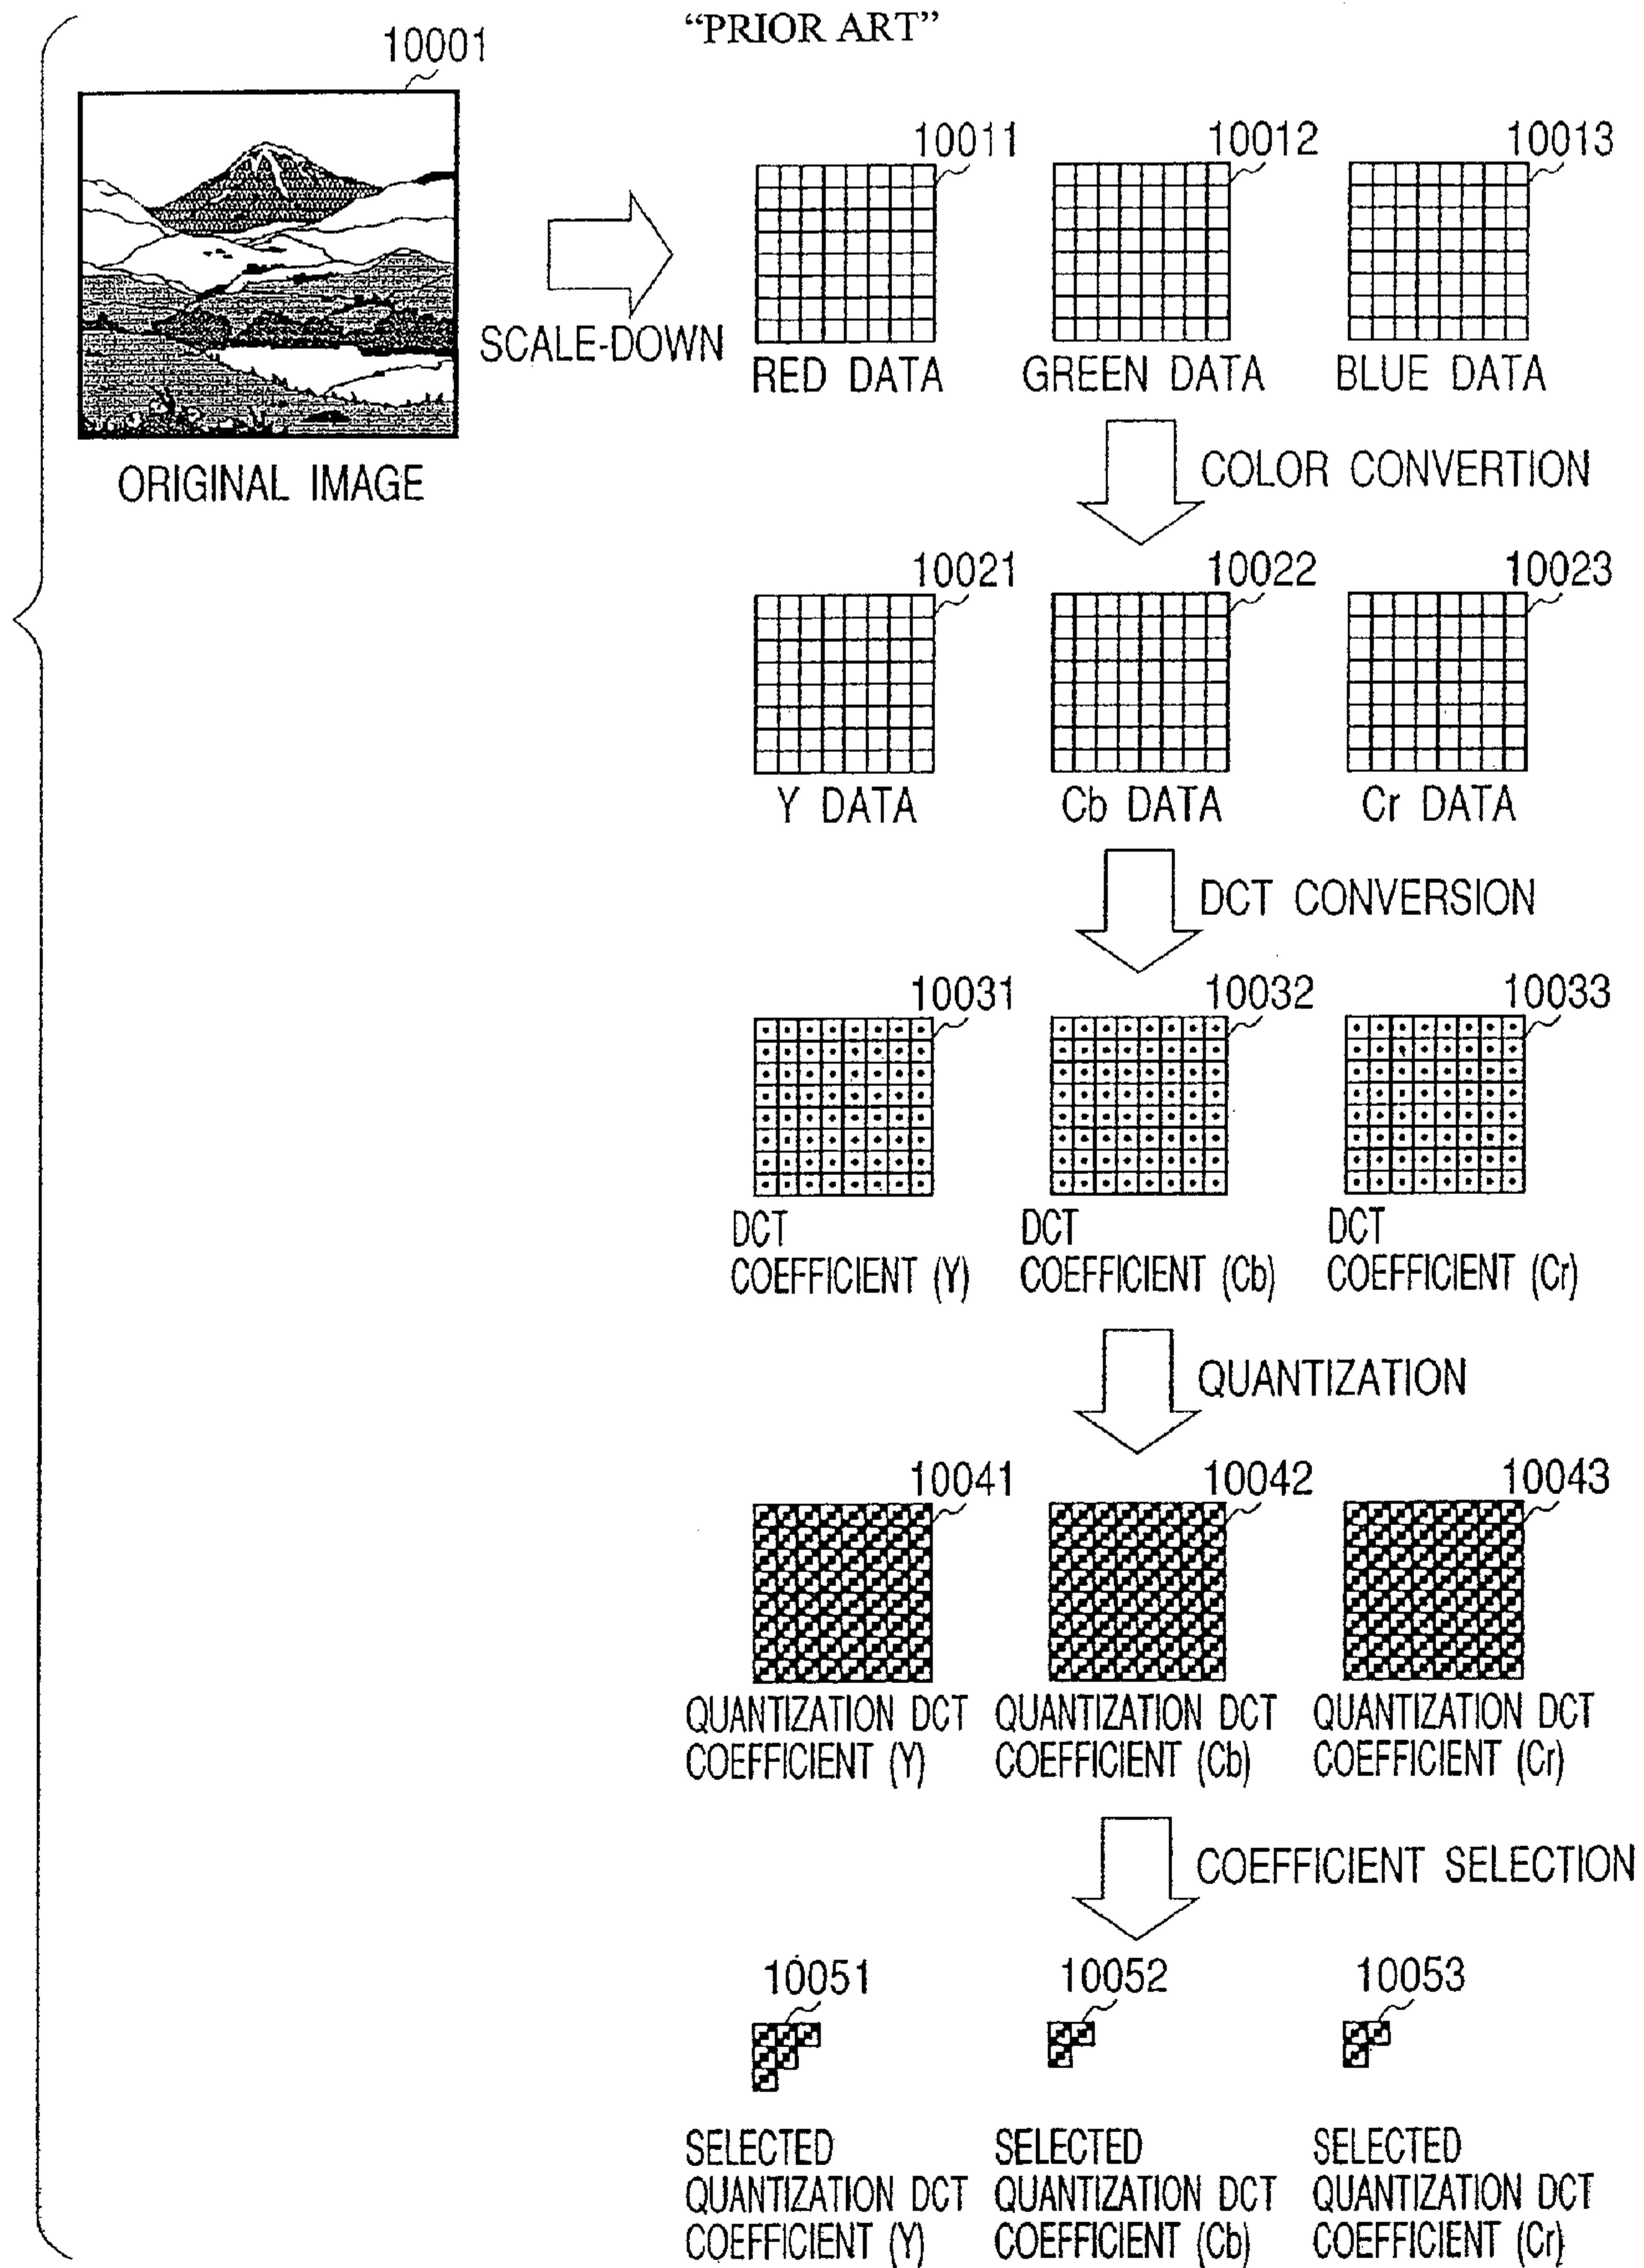 “PRIOR ART”
10001
ORIGINAL IMAGE
SCALE-DOWN
10011 10012 10013
RED DATA GREEN DATA BLUE DATA
COLOR CONVERTION
10021 10022 10023
Y DATA Cb DATA Cr DATA
DCT CONVERSION
10031 10032 10033
DCT DCT DCT
COEFFICIENT (Y) COEFFICIENT (Cb) COEFFICIENT (Cr)
QUANTIZATION
10041 10042 10043
QUANTIZATION DCT QUANTIZATION DCT QUANTIZATION DCT
COEFFICIENT (Y) COEFFICIENT (Cb) COEFFICIENT (Cr)
COEFFICIENT SELECTION
10051 10052 10053
SELECTED SELECTED SELECTED
QUANTIZATION DCT QUANTIZATION DCT QUANTIZATION DCT
COEFFICIENT (Y) COEFFICIENT (Cb) COEFFICIENT (Cr)